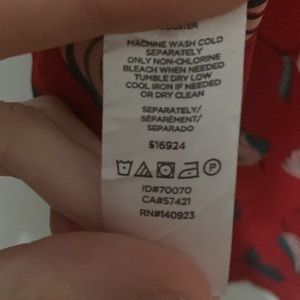 MACHINE WASH COLD
SEPARATELY
ONLY NON-CHLORINE
BLEACH WHEN NEEDED
TUMBLE DRY LOW
COOL IRON IF NEEDED
OR DRY CLEAN
SEPARATELY/
SÉPARÉMENT/
SEPARADO
S16924
P
ID#70070
CA#57421
RN#140923